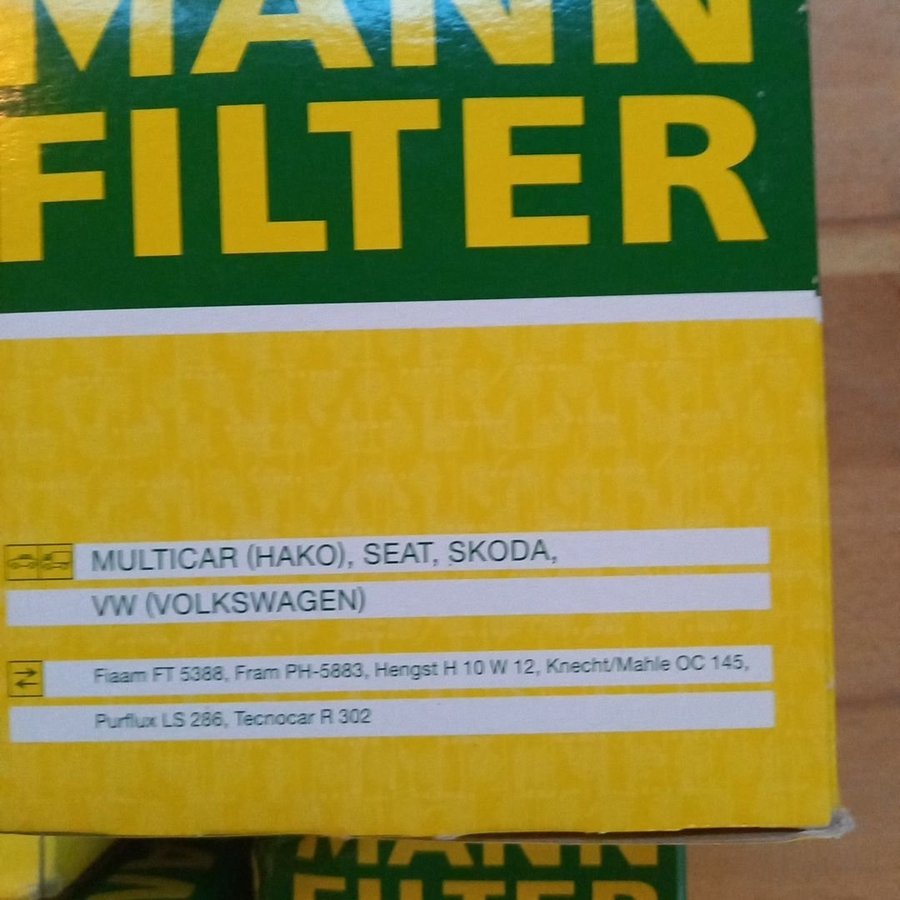 MANN
FILTER
MULTICAR (HAKO), SEAT, SKODA,
VW (VOLKSWAGEN)
Fiaam FT 5388, Fram PH-5883, Hengst H 10 W 12, Knecht/Mahle OC 145,
Purflux LS 286, Tecnocar R 302
MANN
FILTER